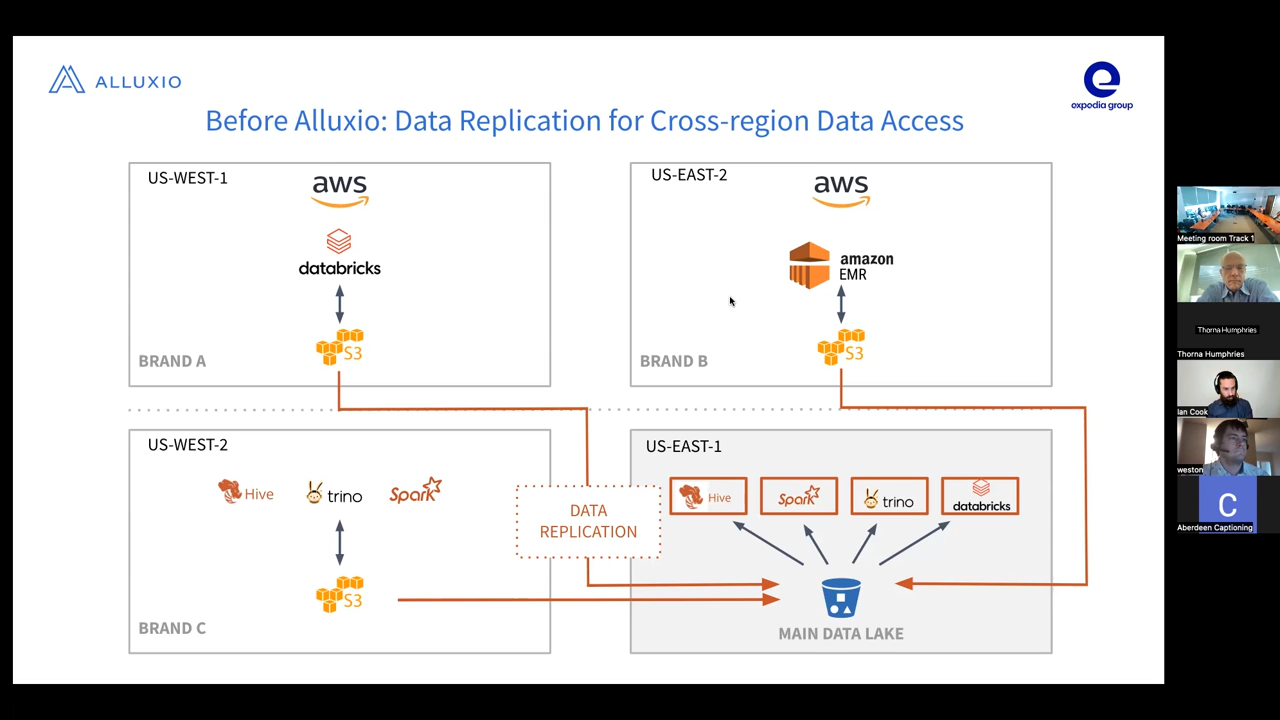 ALLUXIO
expedia group
Before Alluxio: Data Replication for Cross-region Data Access
US-WEST-1
aws
databricks
S3
BRAND A
US-EAST-2
aws
amazon
EMR
S3
BRAND B
US-WEST-2
Hive
trino
Spark
S3
BRAND C
DATA
REPLICATION
US-EAST-1
Hive
Spark
trino
databricks
MAIN DATA LAKE
Meeting room Track 1
Thorna Humphries
Thorna Humphries
Ian Cook
weston
C
Aberdeen Captioning